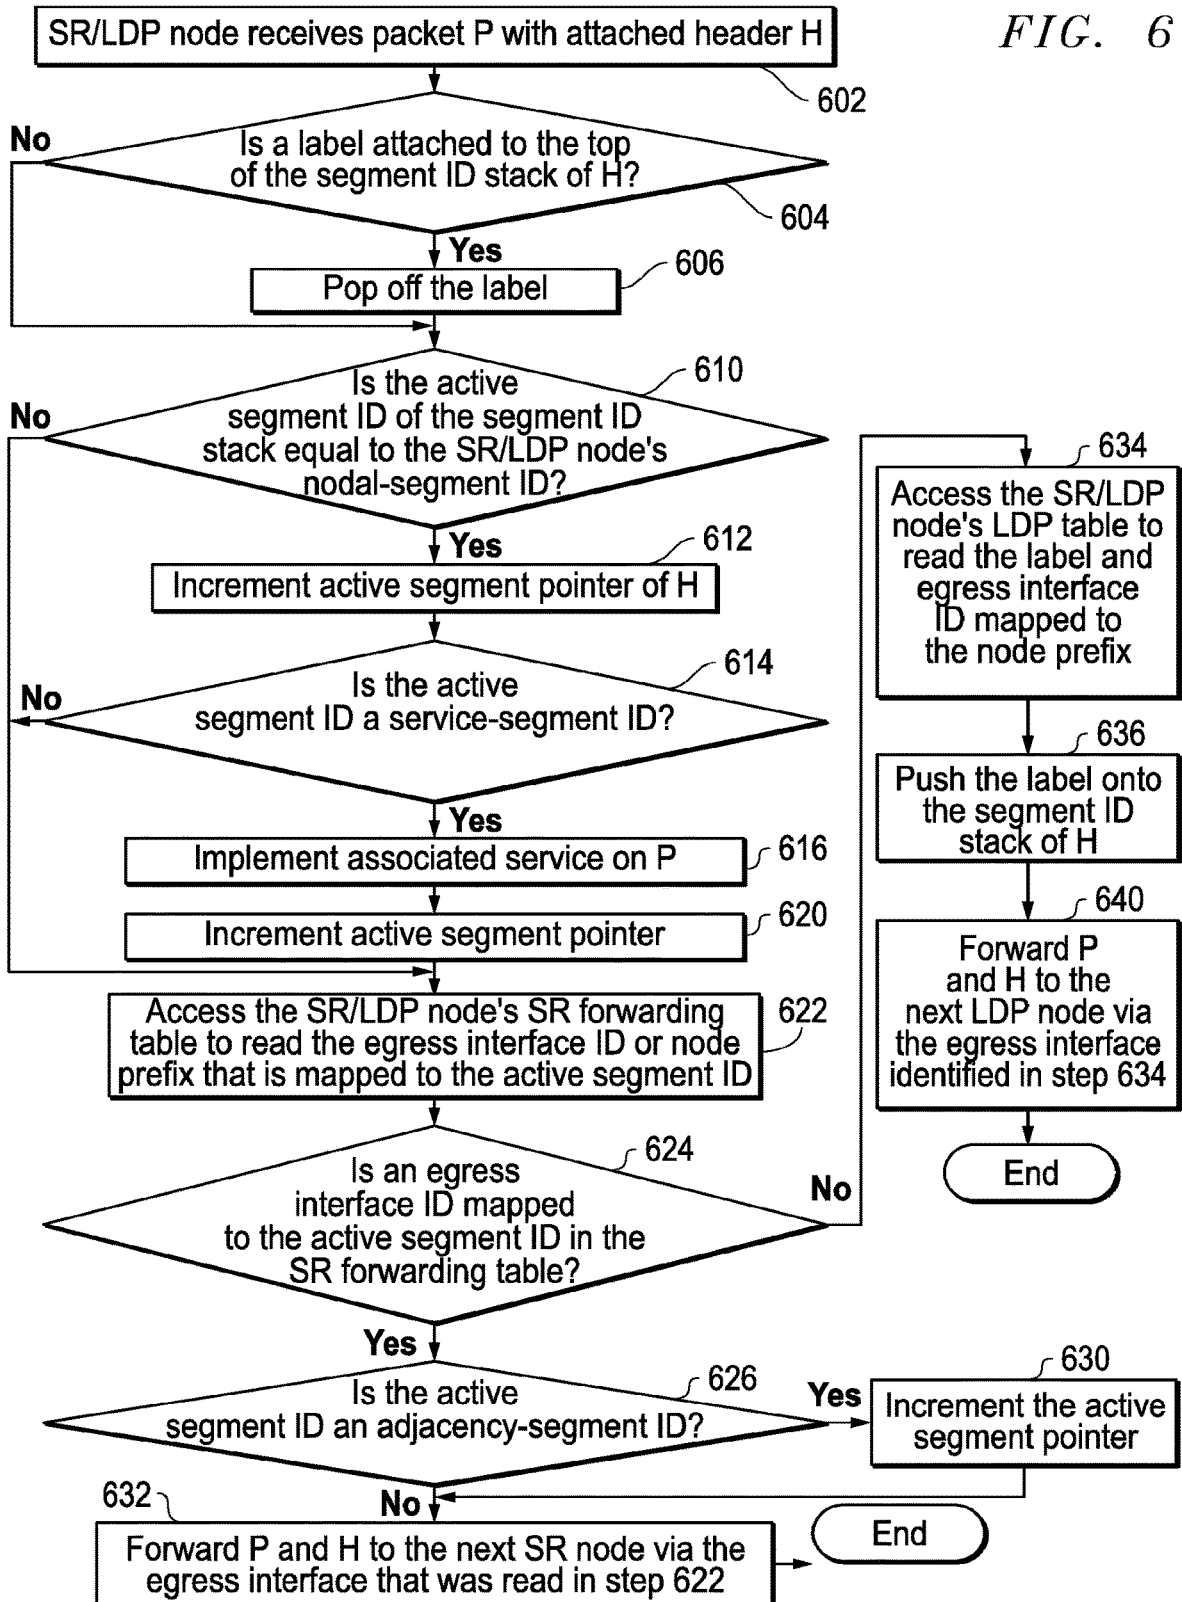 FIG. 6
SR/LDP node receives packet P with attached header H
602
No
Is a label attached to the top
of the segment ID stack of H?
604
Yes
606
Pop off the label
610
Is the active
segment ID of the segment ID
stack equal to the SR/LDP node's
nodal-segment ID?
No
Yes
612
Increment active segment pointer of H
614
Is the active
segment ID a service-segment ID?
No
Yes
Implement associated service on P
616
620
Increment active segment pointer
Access the SR/LDP node's SR forwarding
table to read the egress interface ID or node
prefix that is mapped to the active segment ID
622
624
Is an egress
interface ID mapped
to the active segment ID in the
SR forwarding table?
No
Yes
626
Is the active
segment ID an adjacency-segment ID?
Yes
630
Increment the active
segment pointer
No
632
Forward P and H to the next SR node via the
egress interface that was read in step 622
End
634
Access the SR/LDP
node's LDP table to
read the label and
egress interface
ID mapped to
the node prefix
636
Push the label onto
the segment ID
stack of H
640
Forward P
and H to the
next LDP node via
the egress interface
identified in step 634
End